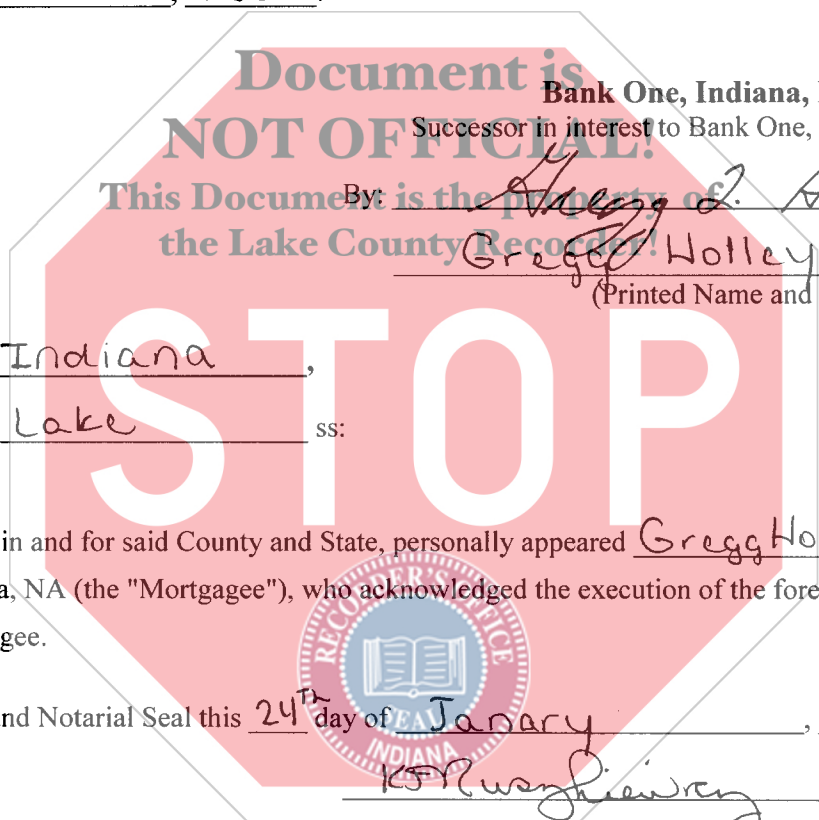 Document is
NOT OFFICIAL!
This Document is the property of
the Lake County Recorder!
STOP
Bank One, Indiana,
Successor in interest to Bank One,
By:
Gregg Holley
(Printed Name and
Indiana,
Lake ss:
in and for said County and State, personally appeared Gregg Ho
a, NA (the "Mortgagee"), who acknowledged the execution of the fore
gee.
nd Notarial Seal this 24th day of Janary,
RECORDER'S OFFICE
SEAL
INDIANA